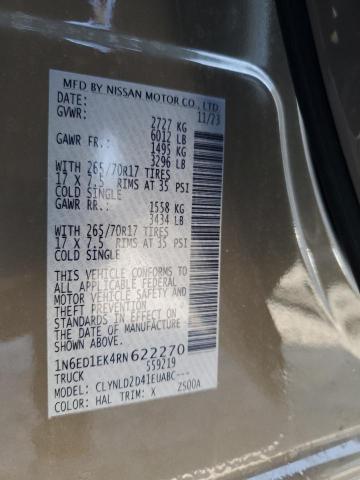 MFD BY NISSAN MOTOR CO., LTD.
DATE: 11/23
GVWR: 2727 KG
6012 LB
GAWR FR: 1495 KG
3296 LB
WITH 265/70R17 TIRES
17 X 7.5 RIMS AT 35 PSI
COLD SINGLE
GAWR RR: 1558 KG
3434 LB
WITH 265/70R17 TIRES
17 X 7.5 RIMS AT 35 PSI
COLD SINGLE
THIS VEHICLE CONFORMS TO
ALL APPLICABLE FEDERAL
MOTOR VEHICLE SAFETY AND
THEFT PREVENTION
STANDARDS IN EFFECT ON
THE DATE OF MANUFACTURE
SHOWN ABOVE.
1N6ED1EK4RN622270
TRUCK 559219
MODEL: CLYNLD2D41EUABC---
COLOR: HAL TRIM: X ZS00A